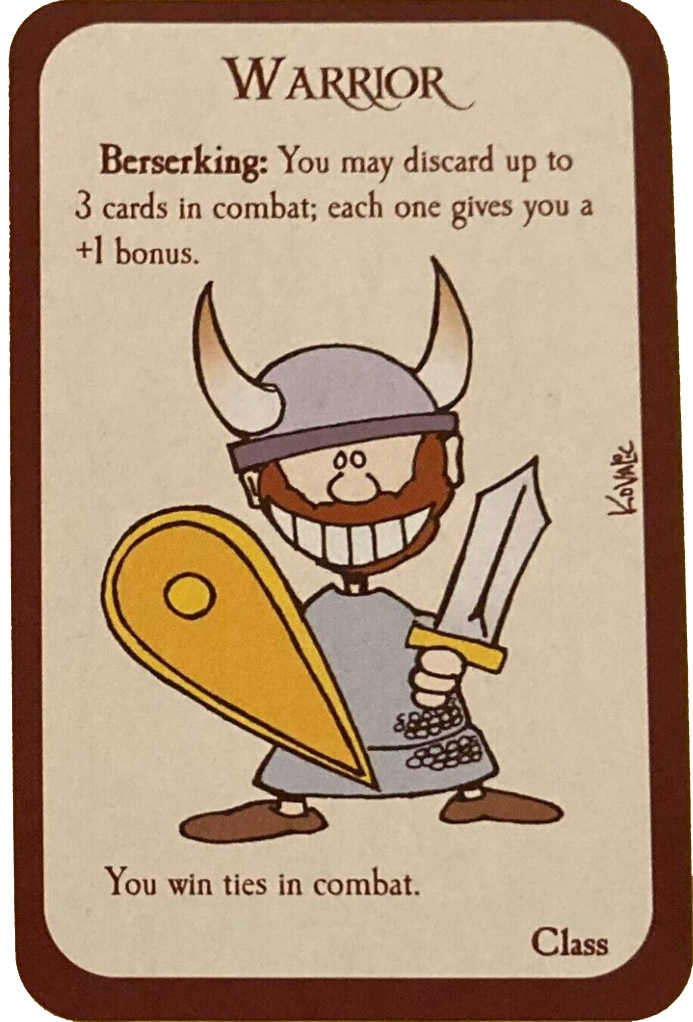 Warrior
Berserking: You may discard up to
3 cards in combat; each one gives you a
+1 bonus.
Kovalic
You win ties in combat.
Class